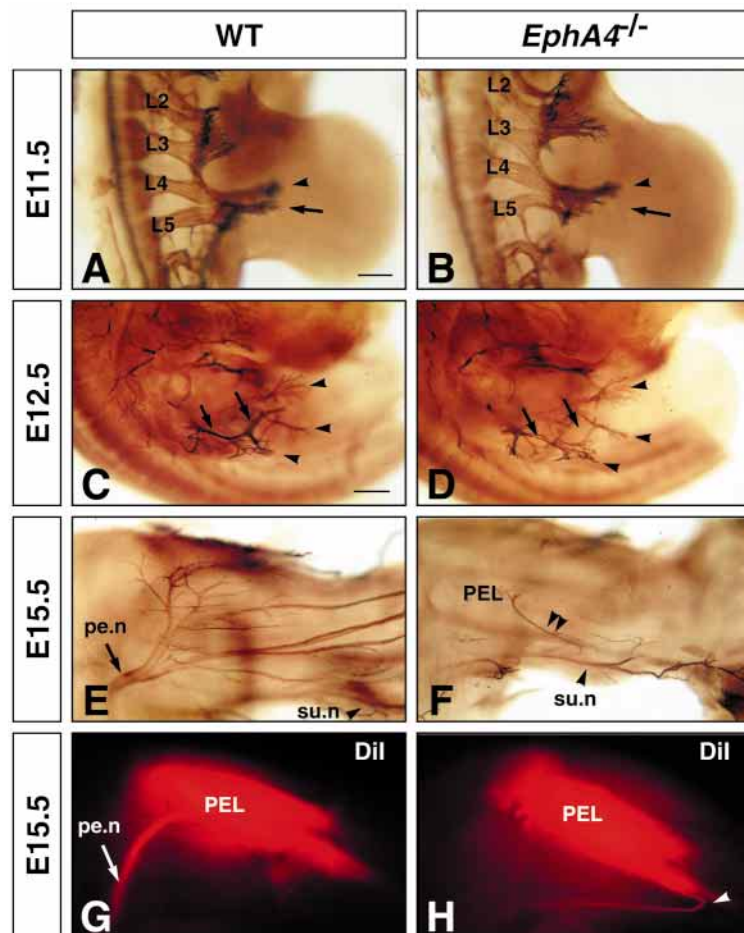 WT
EphA4-/-
E11.5
L2
L3
L4
L5
A
L2
L3
L4
L5
B
E12.5
C
D
E15.5
pe.n
su.n
E
PEL
su.n
F
E15.5
DiI
PEL
pe.n
G
DiI
PEL
H